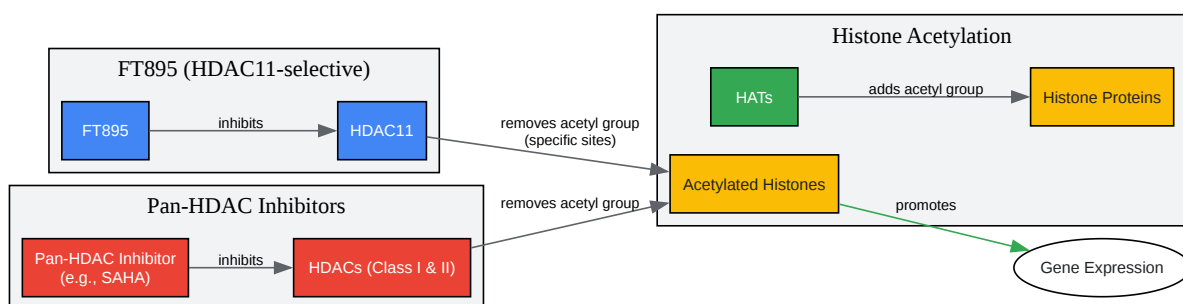 FT895 (HDAC11-selective)
FT895
inhibits
HDAC11
removes acetyl group
(specific sites)
Pan-HDAC Inhibitors
Pan-HDAC Inhibitor
(e.g., SAHA)
inhibits
HDACs (Class I & II)
removes acetyl group
Histone Acetylation
HATs
adds acetyl group
Histone Proteins
Acetylated Histones
promotes
Gene Expression